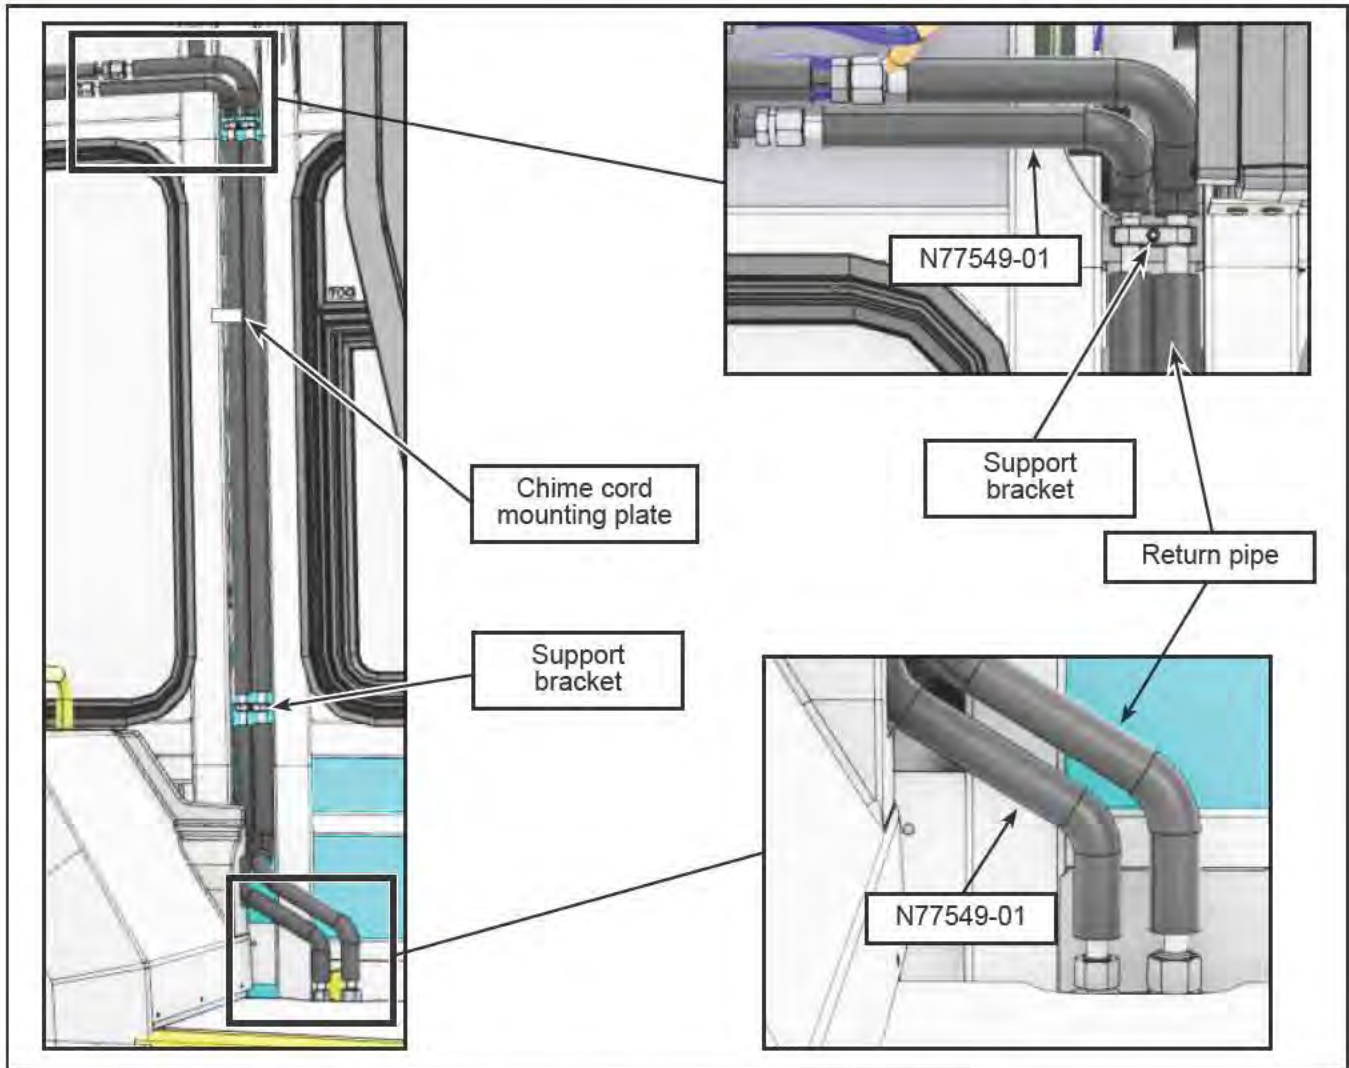 N77549-01
Support
bracket
Chime cord
mounting plate
Return pipe
Support
bracket
N77549-01